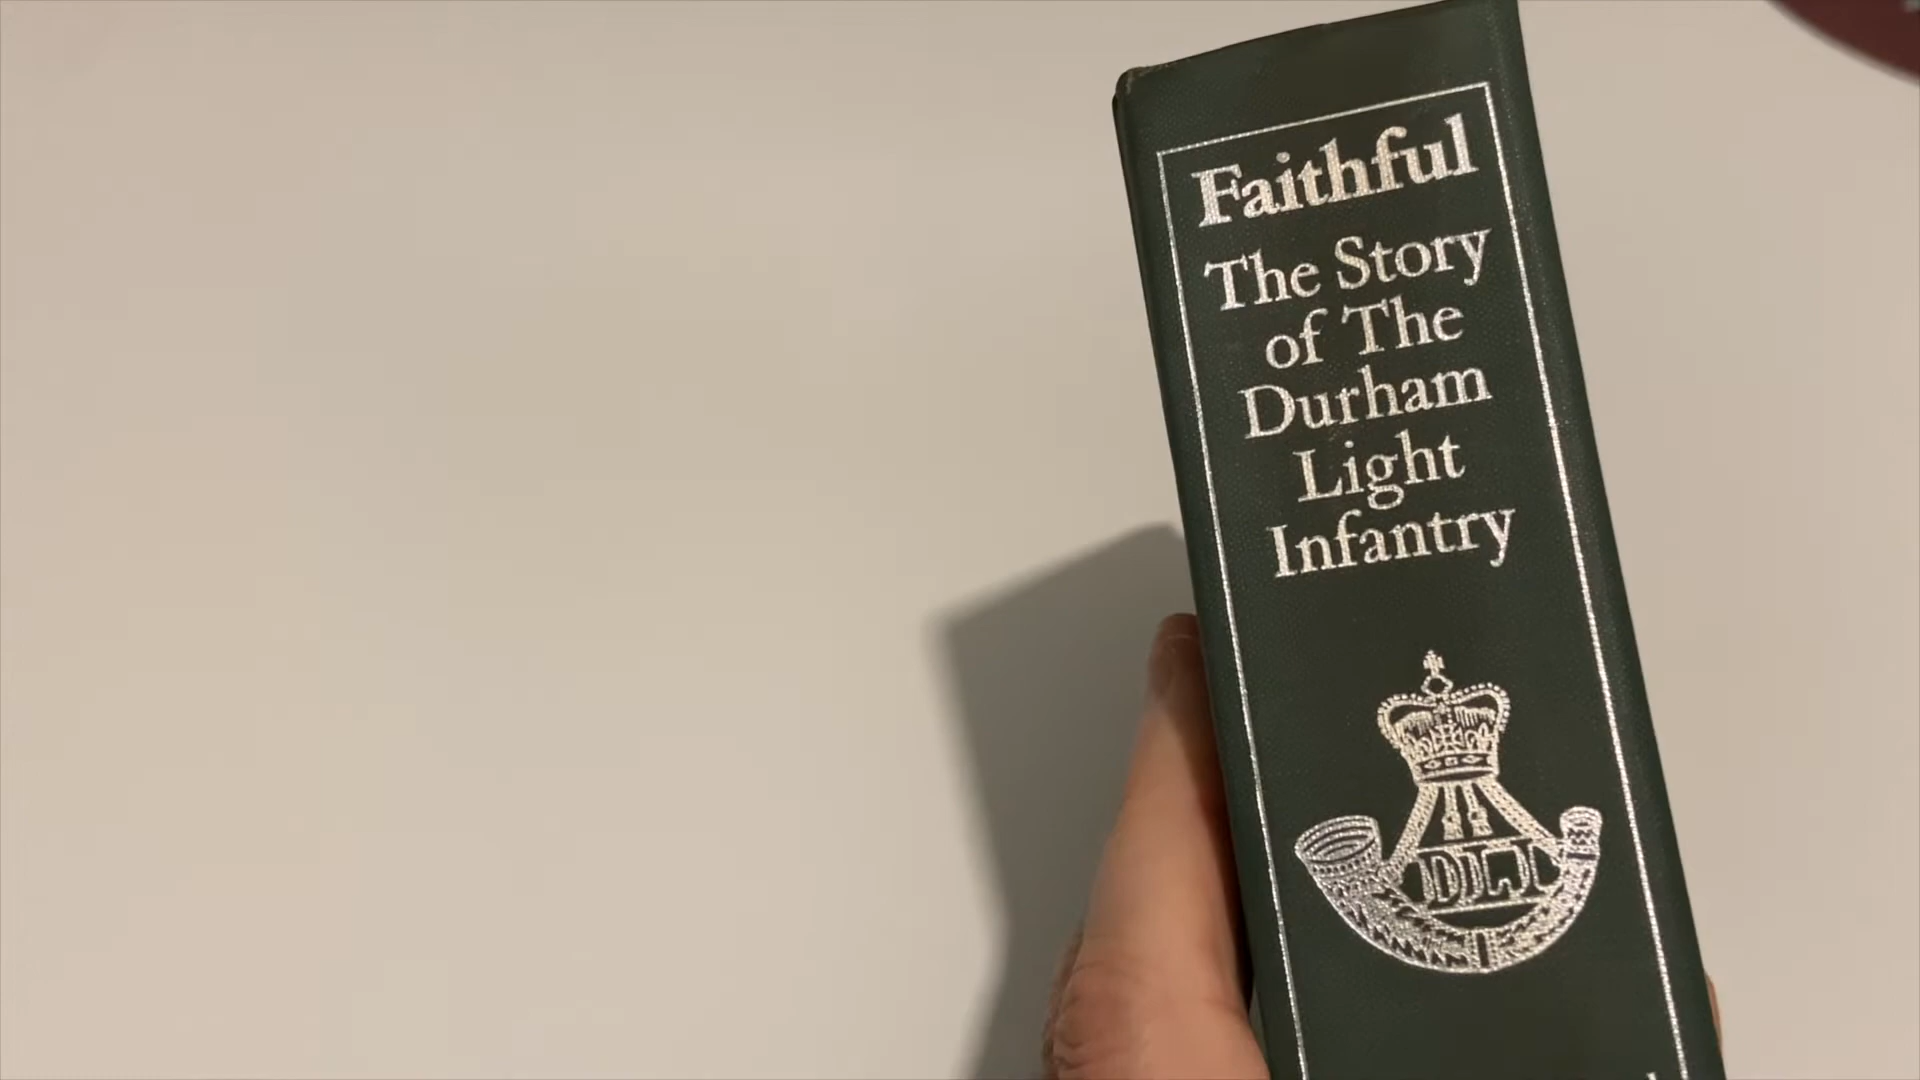 Faithful
The Story
of The
Durham
Light
Infantry
DLI